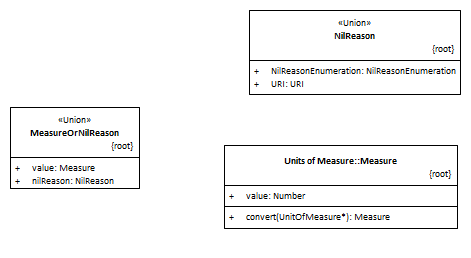 «Union»
NilReason
{root}
+ NilReasonEnumeration: NilReasonEnumeration
+ URI: URI
«Union»
MeasureOrNilReason
{root}
+ value: Measure
+ nilReason: NilReason
Units of Measure::Measure
{root}
+ value: Number
+ convert(UnitOfMeasure*): Measure